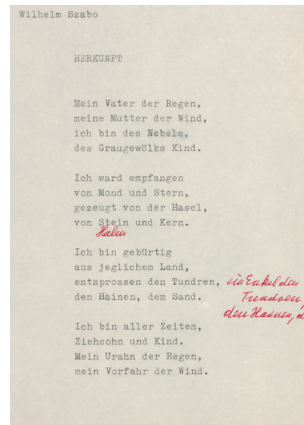 Wilhelm Szabo
HERKUNFT
Mein Vater der Regen,
meine Mutter der Wind,
ich bin des Nebels,
des Graugewölks Kind.
Ich ward empfangen
von Mond und Stern,
gezeugt von der Hasel,
von Stein und Kern.
Halm
Ich bin gebürtig
aus jeglichem Land,
entsprossen den Tundren, ein Enkel den
den Hainen, dem Sand. Tundren
den Hainen, d
Ich bin aller Zeiten,
Ziehsohn und Kind.
Mein Urahn der Regen,
mein Vorfahr der Wind.